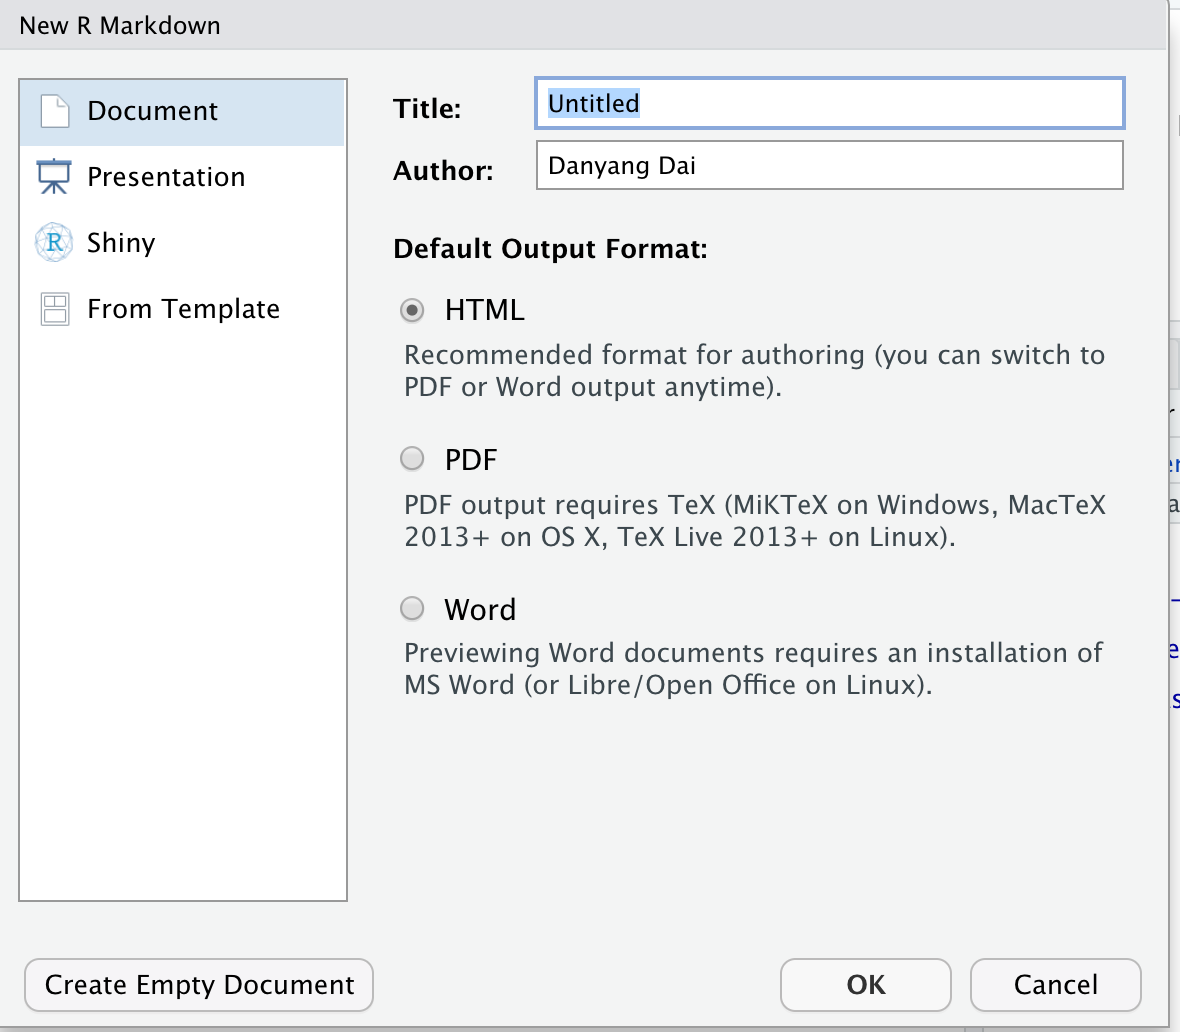 New R Markdown
Document
Presentation
Shiny
From Template
Title:
Untitled
Author:
Danyang Dai
Default Output Format:
HTML
Recommended format for authoring (you can switch to
PDF or Word output anytime).
PDF
PDF output requires TeX (MiKTeX on Windows, MacTeX
2013+ on OS X, TeX Live 2013+ on Linux).
Word
Previewing Word documents requires an installation of
MS Word (or Libre/Open Office on Linux).
Create Empty Document
OK
Cancel